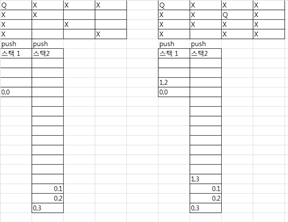 Q X X X
X X
X X
X X
push push
스택 1 스택2
0,0
0.1
0.2
0,3
Q X X X
X X Q X
X X X X
X X X X
push push
스택 1 스택2
1,2
0,0
1,3
0.1
0.2
0,3